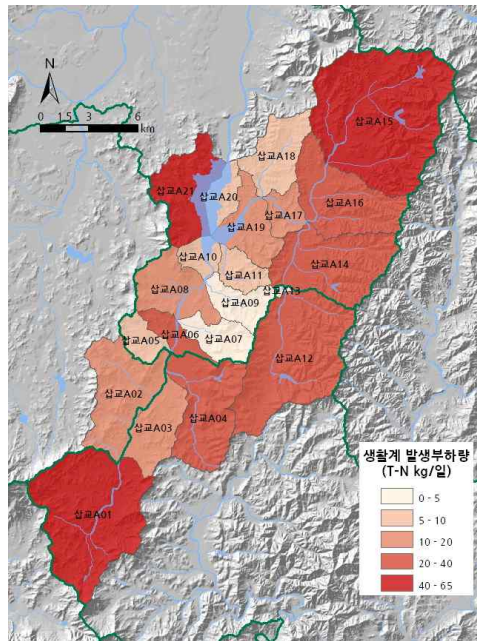 N
0 1.5 3 6
km
삽교A15
삽교A18
삽교A21
삽교A20
삽교A16
삽교A17
삽교A19
삽교A10
삽교A14
삽교A11
삽교A08
삽교A13
삽교A09
삽교A06
삽교A05
삽교A07
삽교A12
삽교A02
삽교A04
삽교A03
삽교A01
생활계 발생부하량
(T-N kg/일)
0 - 5
5 - 10
10 - 20
20 - 40
40 - 65